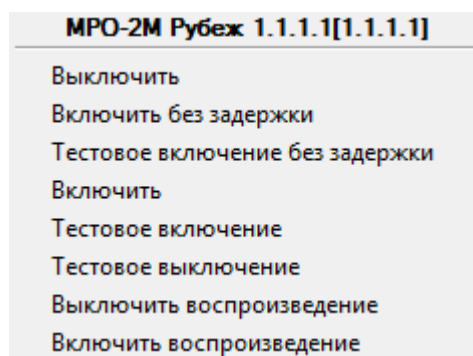 МРО-2М Рубеж 1.1.1.1[1.1.1.1]
Выключить
Включить без задержки
Тестовое включение без задержки
Включить
Тестовое включение
Тестовое выключение
Выключить воспроизведение
Включить воспроизведение